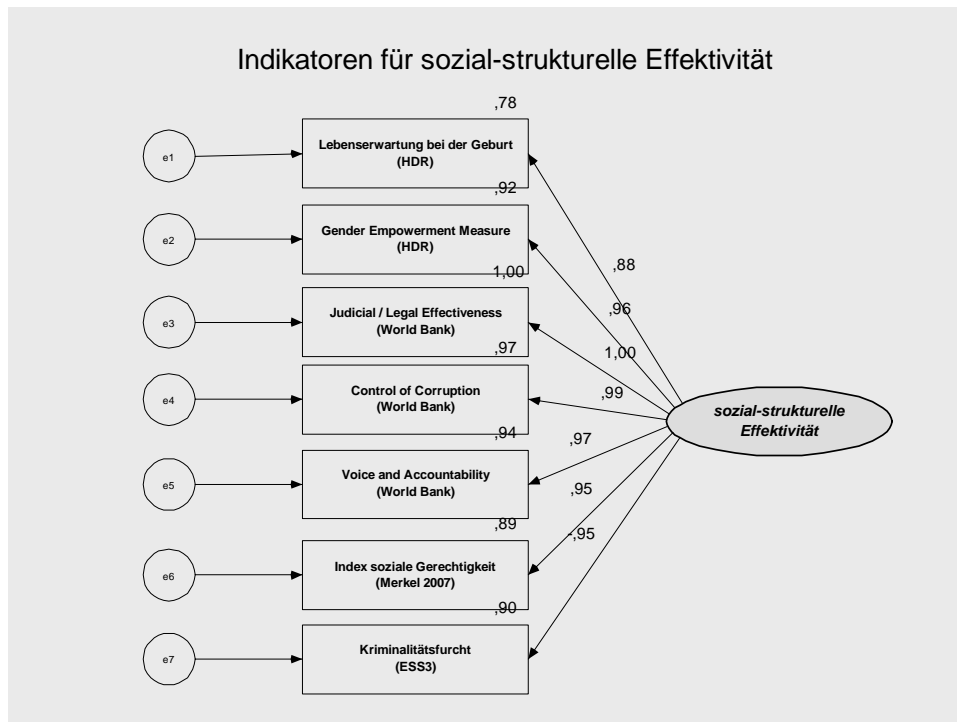 Indikatoren für sozial-strukturelle Effektivität
,78
e1
Lebenserwartung bei der Geburt
(HDR)
,92
e2
Gender Empowerment Measure
(HDR)
,88
1,00
e3
Judicial / Legal Effectiveness
(World Bank)
,96
,97
1,00
e4
Control of Corruption
(World Bank)
,99
sozial-strukturelle
Effektivität
,94
,97
e5
Voice and Accountability
(World Bank)
,95
,89
-,95
e6
Index soziale Gerechtigkeit
(Merkel 2007)
,90
e7
Kriminalitätsfurcht
(ESS3)